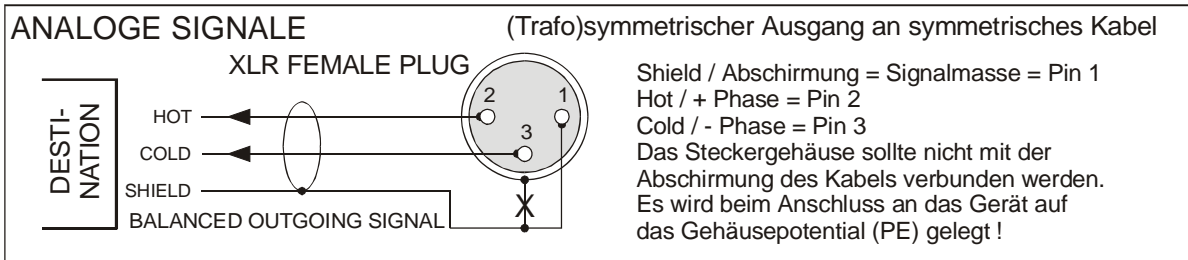 ANALOGE SIGNALE
(Trafo)symmetrischer Ausgang an symmetrisches Kabel
XLR FEMALE PLUG
DESTI-
NATION
HOT
COLD
SHIELD
BALANCED OUTGOING SIGNAL
2
1
3
X
Shield / Abschirmung = Signalmasse = Pin 1
Hot / + Phase = Pin 2
Cold / - Phase = Pin 3
Das Steckergehäuse sollte nicht mit der
Abschirmung des Kabels verbunden werden.
Es wird beim Anschluss an das Gerät auf
das Gehäusepotential (PE) gelegt !